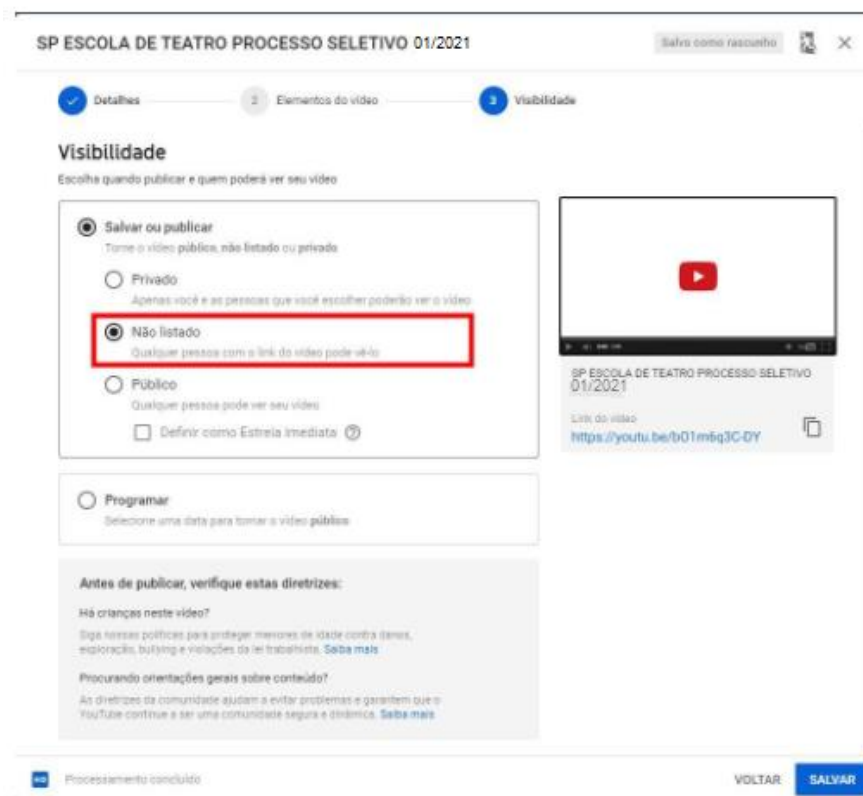 SP ESCOLA DE TEATRO PROCESSO SELETIVO 01/2021
Salvo como rascunho
Detalhes
2 Elementos do vídeo
3 Visibilidade
Visibilidade
Escolha quando publicar e quem poderá ver seu vídeo
Salvar ou publicar
Torne o vídeo público, não listado ou privado
Privado
Apenas você e as pessoas que você escolher poderão ver o vídeo
Não listado
Qualquer pessoa com o link do vídeo pode vê-lo
Público
Qualquer pessoa pode ver seu vídeo
Definir como Estreia imediata
SP ESCOLA DE TEATRO PROCESSO SELETIVO
01/2021
Link do vídeo
https://youtu.be/bO1m6q3C-DY
Programar
Selecione uma data para tornar o vídeo público
Antes de publicar, verifique estas diretrizes:
Há crianças neste vídeo?
Siga nossas políticas para proteger menores de idade contra danos,
exploração, bullying e violações da lei trabalhista. Saiba mais
Procurando orientações gerais sobre conteúdo?
As diretrizes da comunidade ajudam a evitar problemas e garantem que o
YouTube continue a ser uma comunidade segura e dinâmica. Saiba mais
HD Processamento concluído
VOLTAR
SALVAR